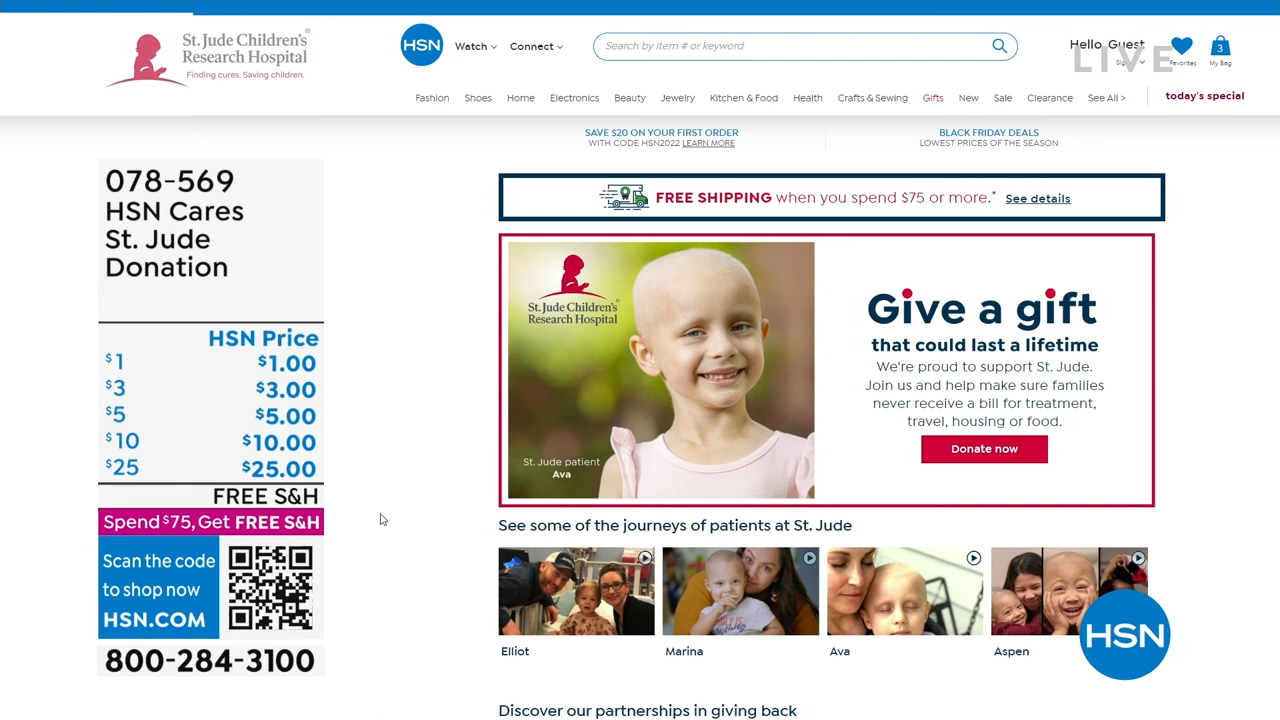 St. Jude Children's®
Research Hospital
Finding cures. Saving children.
HSN
Watch
Connect
Search by item # or keyword
Hello, Guest
LIVE
Favorites
3
My Bag
Fashion Shoes Home Electronics Beauty Jewelry Kitchen & Food Health Crafts & Sewing Gifts New Sale Clearance See All >
today's special
SAVE $20 ON YOUR FIRST ORDER
WITH CODE HSN2022 LEARN MORE
BLACK FRIDAY DEALS
LOWEST PRICES OF THE SEASON
078-569
HSN Cares
St. Jude
Donation
HSN Price
$1 $1.00
$3 $3.00
$5 $5.00
$10 $10.00
$25 $25.00
FREE S&H
Spend $75, Get FREE S&H
Scan the code
to shop now
HSN.COM
800-284-3100
FREE SHIPPING when you spend $75 or more.* See details
St. Jude Children's®
Research Hospital
St. Jude patient
Ava
Give a gift
that could last a lifetime
We're proud to support St. Jude.
Join us and help make sure families
never receive a bill for treatment,
travel, housing or food.
Donate now
See some of the journeys of patients at St. Jude
Elliot Marina Ava Aspen
HSN
Discover our partnerships in giving back